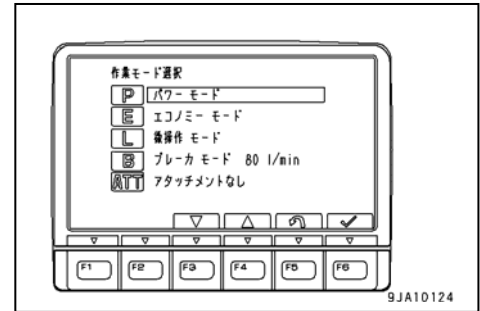 作業モード選択
P パワー モード
E エコノミー モード
L 微操作 モード
B ブレーカ モード 80 l/min
ATT アタッチメントなし
F1 F2 F3 F4 F5 F6
9JA10124